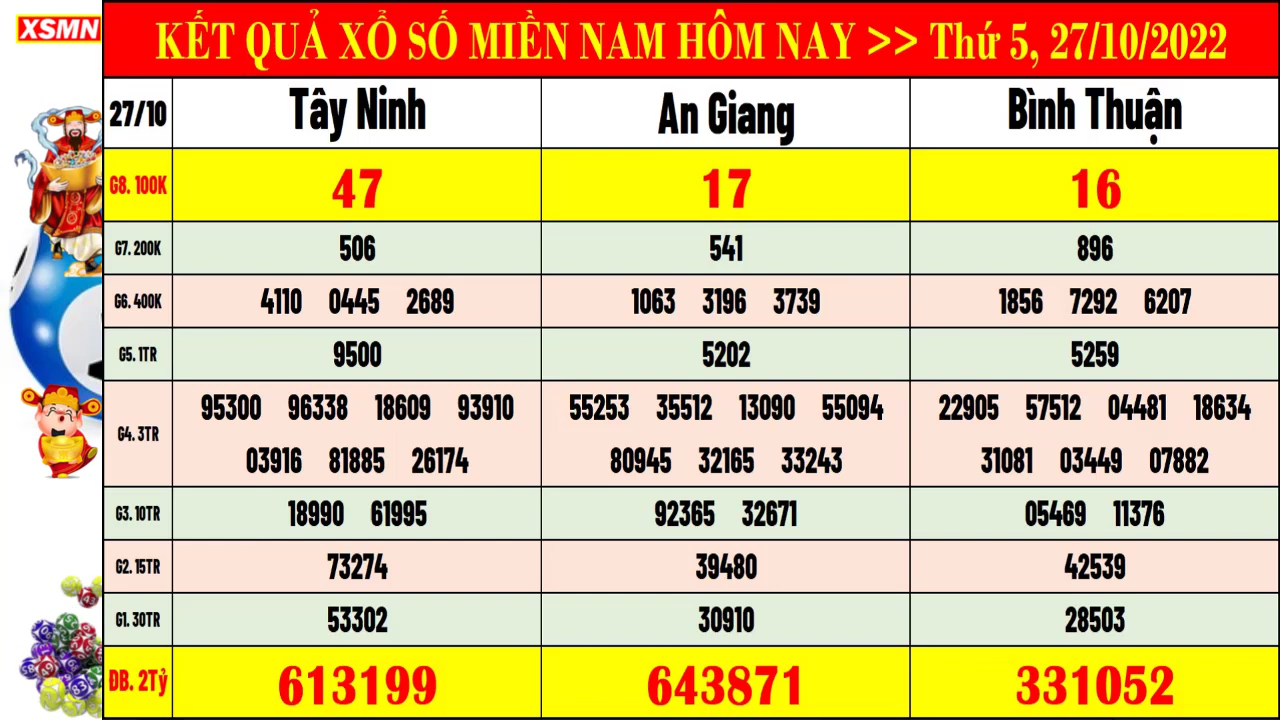 XSMN
KẾT QUẢ XỔ SỐ MIỀN NAM HÔM NAY >> Thứ 5, 27/10/2022
27/10 Tây Ninh An Giang Bình Thuận
G8. 100K 47 17 16
G7. 200K 506 541 896
G6. 400K 4110 0445 2689 1063 3196 3739 1856 7292 6207
G5. 1TR 9500 5202 5259
95300 96338 18609 93910 55253 35512 13090 55094 22905 57512 04481 18634
G4. 3TR
03916 81885 26174 80945 32165 33243 31081 03449 07882
G3. 10TR 18990 61995 92365 32671 05469 11376
G2. 15TR 73274 39480 42539
G1. 30TR 53302 30910 28503
ĐB. 2Tỷ 613199 643871 331052